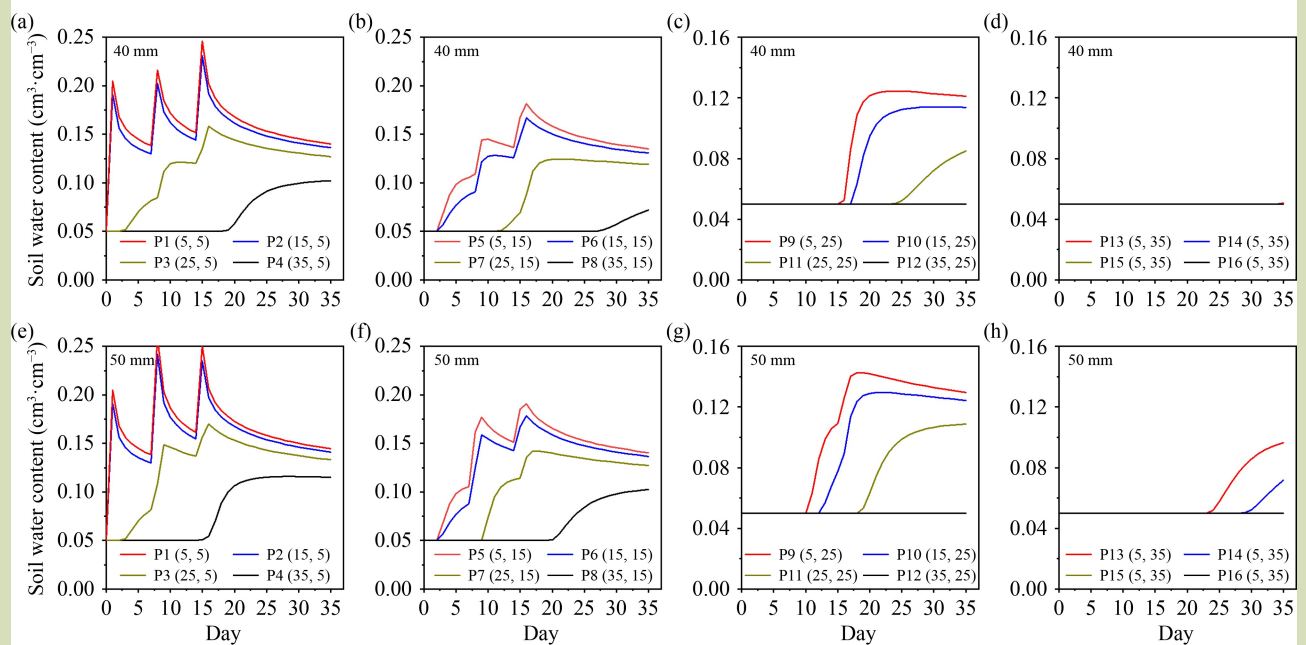 (a) (b) (c) (d)
Soil water content (cm³·cm⁻³)
0.25 0.25 0.16 0.16
40 mm 40 mm 40 mm 40 mm
0.20 0.20
0.12 0.12
0.15 0.15
0.08 0.08
0.10 0.10
0.05 0.05 0.04 0.04
P1 (5, 5) P2 (15, 5) P5 (5, 15) P6 (15, 15) P9 (5, 25) P10 (15, 25) P13 (5, 35) P14 (5, 35)
P3 (25, 5) P4 (35, 5) P7 (25, 15) P8 (35, 15) P11 (25, 25) P12 (35, 25) P15 (5, 35) P16 (5, 35)
0.00 0.00 0.00 0.00
0 5 10 15 20 25 30 35 0 5 10 15 20 25 30 35 0 5 10 15 20 25 30 35 0 5 10 15 20 25 30 35
(e) (f) (g) (h)
Soil water content (cm³·cm⁻³)
0.25 0.25 0.16 0.16
50 mm 50 mm 50 mm 50 mm
0.20 0.20
0.12 0.12
0.15 0.15
0.08 0.08
0.10 0.10
0.05 0.05 0.04 0.04
P1 (5, 5) P2 (15, 5) P5 (5, 15) P6 (15, 15) P9 (5, 25) P10 (15, 25) P13 (5, 35) P14 (5, 35)
P3 (25, 5) P4 (35, 5) P7 (25, 15) P8 (35, 15) P11 (25, 25) P12 (35, 25) P15 (5, 35) P16 (5, 35)
0.00 0.00 0.00 0.00
0 5 10 15 20 25 30 35 0 5 10 15 20 25 30 35 0 5 10 15 20 25 30 35 0 5 10 15 20 25 30 35
Day Day Day Day